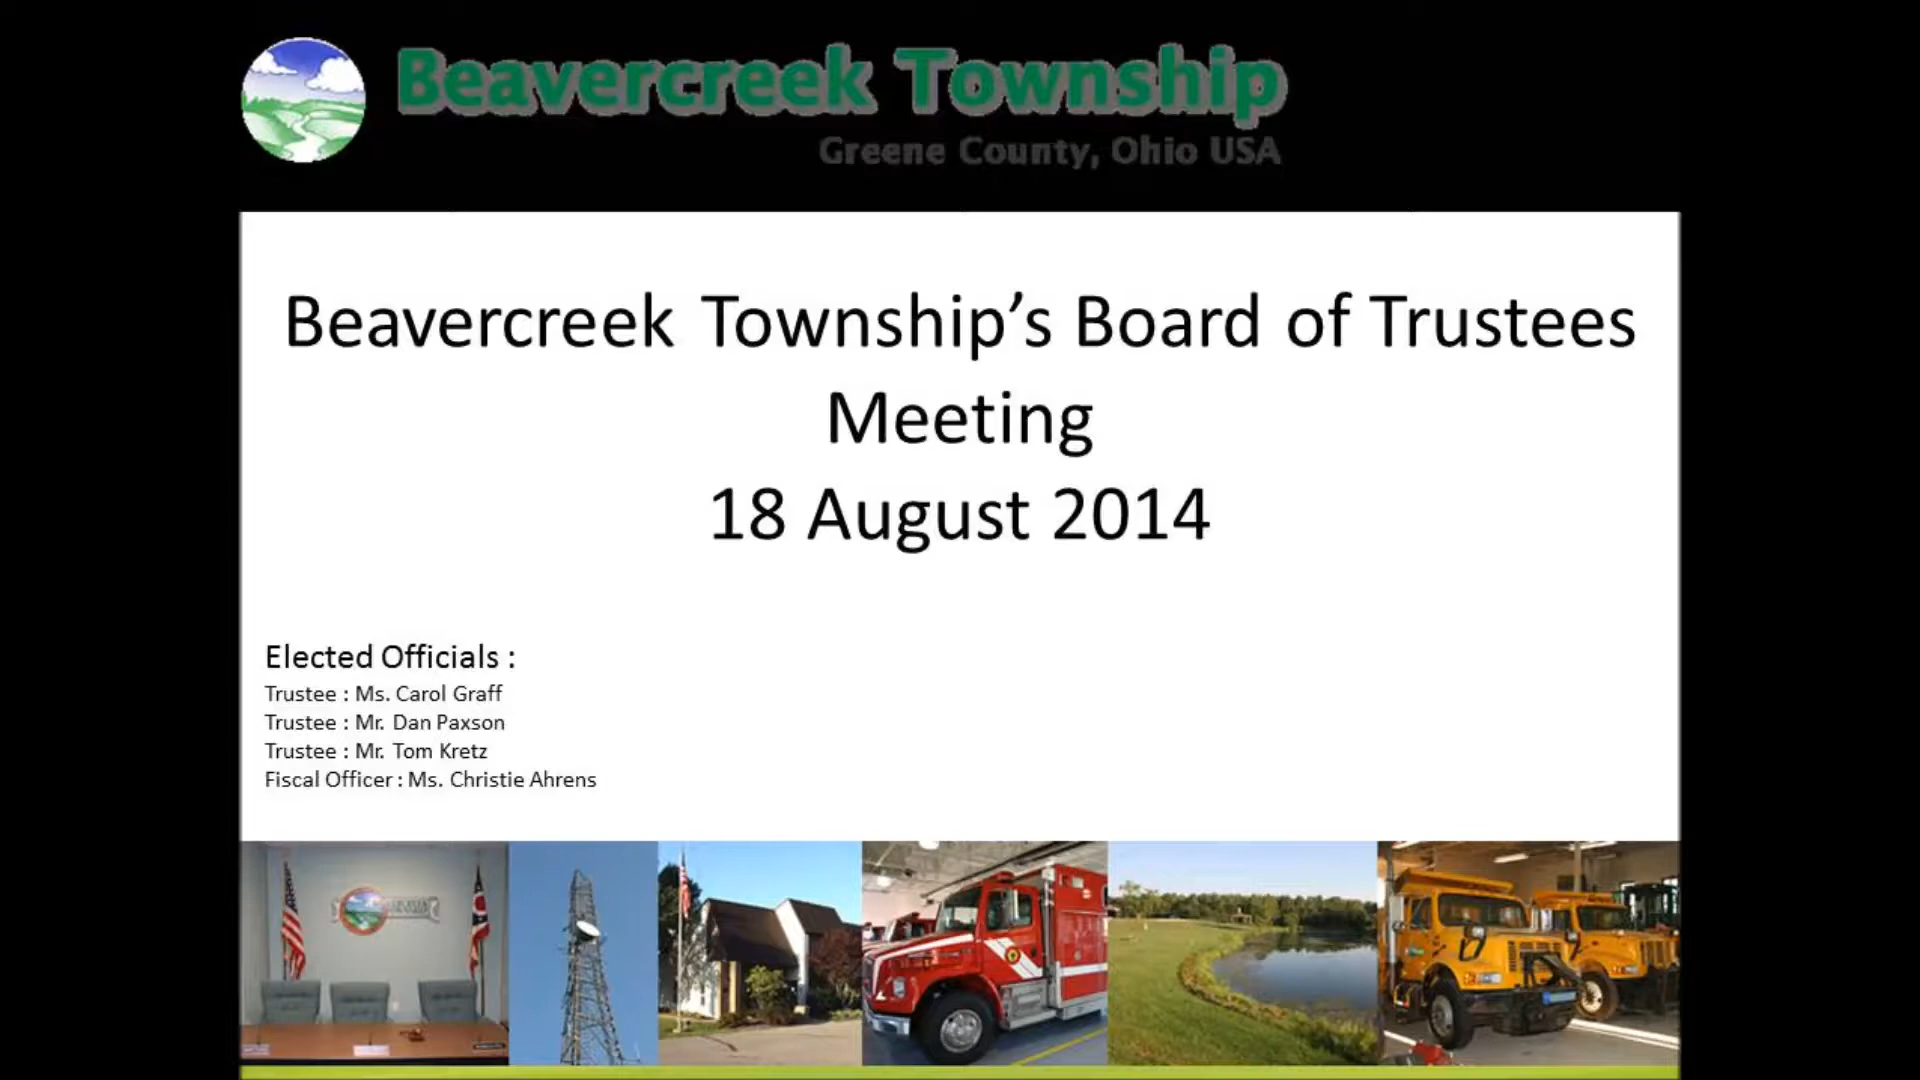 Beavercreek Township
Greene County, Ohio USA
Beavercreek Township’s Board of Trustees
Meeting
18 August 2014
Elected Officials :
Trustee : Ms. Carol Graff
Trustee : Mr. Dan Paxson
Trustee : Mr. Tom Kretz
Fiscal Officer : Ms. Christie Ahrens